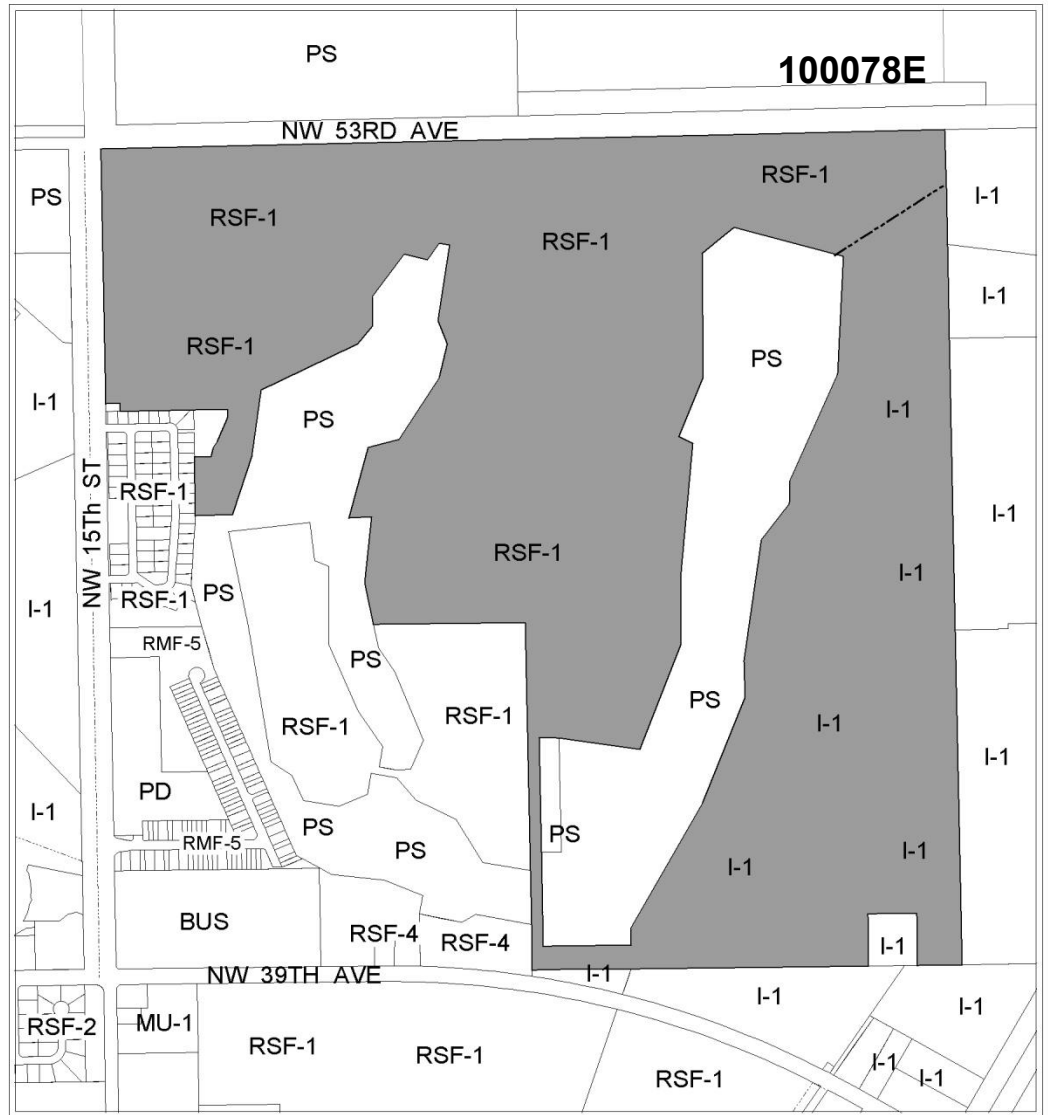 PS
100078E
NW 53RD AVE
RSF-1
PS
I-1
RSF-1
RSF-1
I-1
RSF-1
PS
I-1
I-1
PS
RSF-1
NW 15Th ST
I-1
RSF-1
I-1
PS
RSF-1
I-1
RMF-5
PS
PS
RSF-1
RSF-1
I-1
I-1
PD
I-1
PS
PS
RMF-5
PS
I-1
I-1
BUS
RSF-4
RSF-4
I-1
NW 39TH AVE
I-1
I-1
I-1
RSF-2
MU-1
RSF-1
RSF-1
RSF-1
I-1
I-1